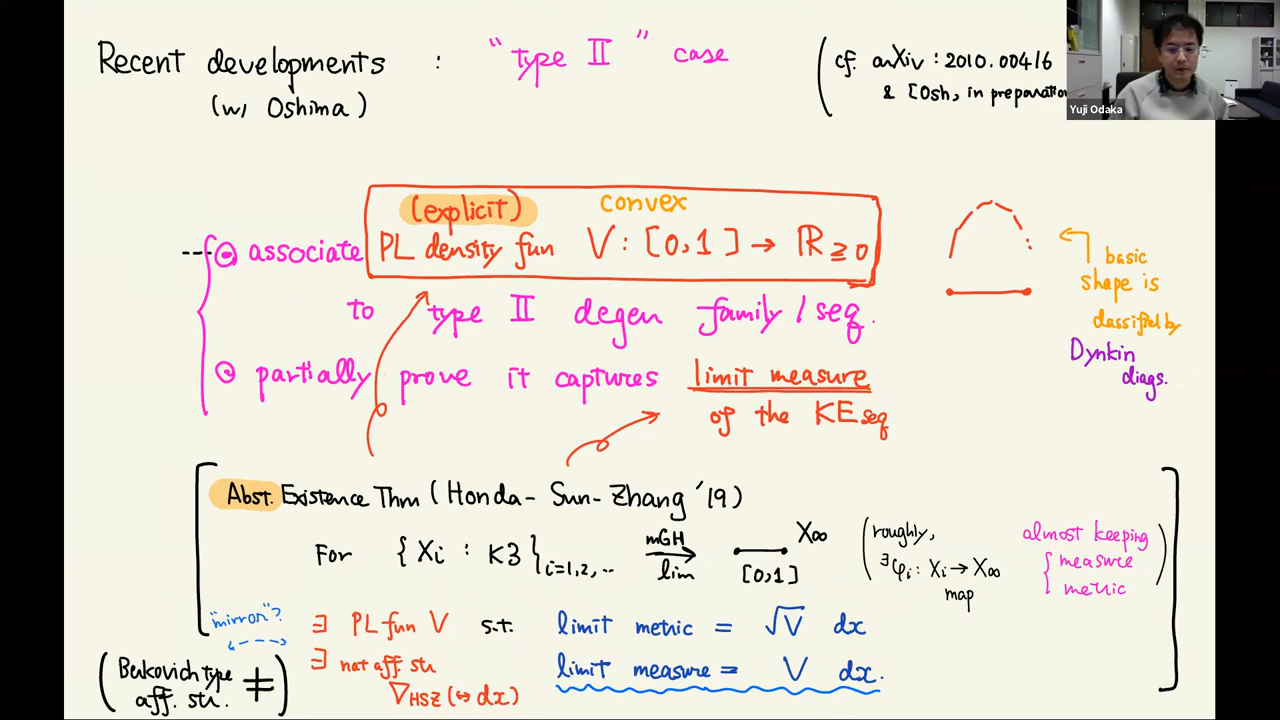 Recent developments : "type II" case
(w/ Oshima)
(cf. arXiv : 2010.00416
& [Osh, in preparation
Yuji Odaka
(explicit) convex
associate PL density fun V : [0,1] → ℝ≥0
to type II degen family / seq.
partially prove it captures limit measure
of the KE seq
basic
shape is
classified by
Dynkin
diags.
Abst. Existence Thm (Honda-Sun-Zhang '19)
For {Xi : K3}i=1,2,.. mGH → lim [0,1] X∞
(roughly,
∃φi : Xi → X∞
map
almost keeping
{ measure
metric )
"mirror"? ∃ PL fun V s.t. limit metric = √V dx
∃ nat aff. str limit measure = V dx.
∇HSZ (↔ dx)
(Berkovich type
aff. str. ≠)